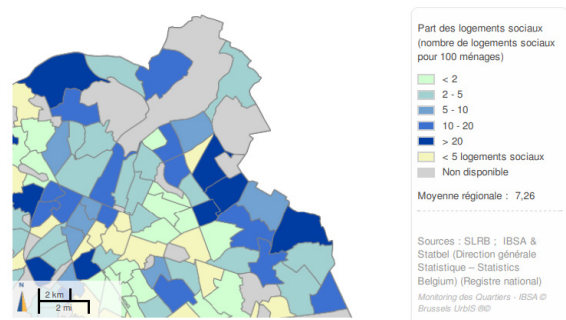 Part des logements sociaux
(nombre de logements sociaux
pour 100 ménages)
< 2
2 - 5
5 - 10
10 - 20
> 20
< 5 logements sociaux
Non disponible
Moyenne régionale : 7,26
Sources : SLRB ; IBSA &
Statbel (Direction générale
Statistique – Statistics
Belgium) (Registre national)
Monitoring des Quartiers - IBSA ©
Brussels UrbIS ®©
N
2 km
2 mi